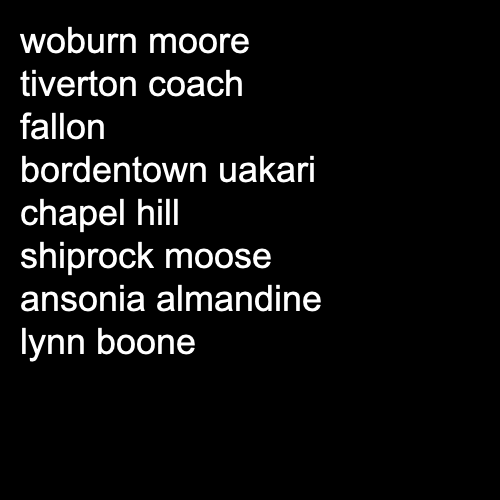 woburn moore
tiverton coach
fallon
bordentown uakari
chapel hill
shiprock moose
ansonia almandine
lynn boone